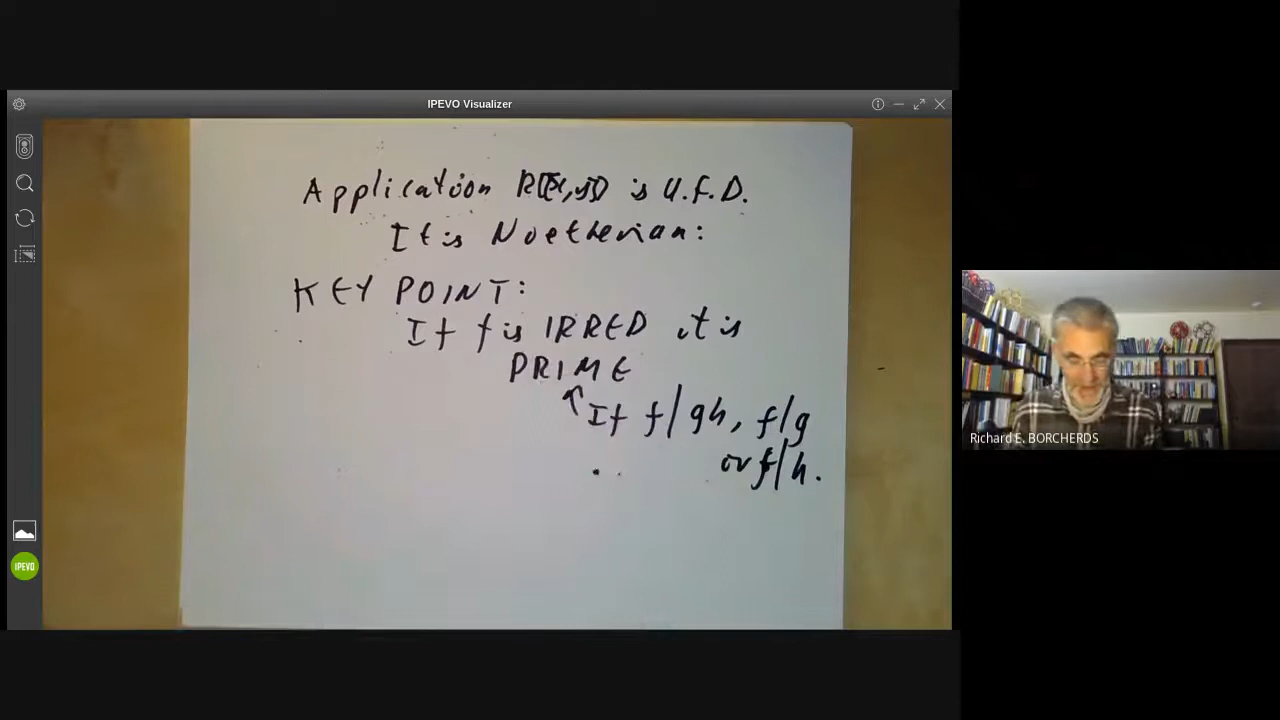 IPEVO Visualizer
Application R[[x,y]] is U.F.D.
It is Noetherian:
KEY POINT:
If f is IRRED it is
PRIME
↑ If f|gh, f|g
or f|h.
Richard E. BORCHERDS
IPEVO